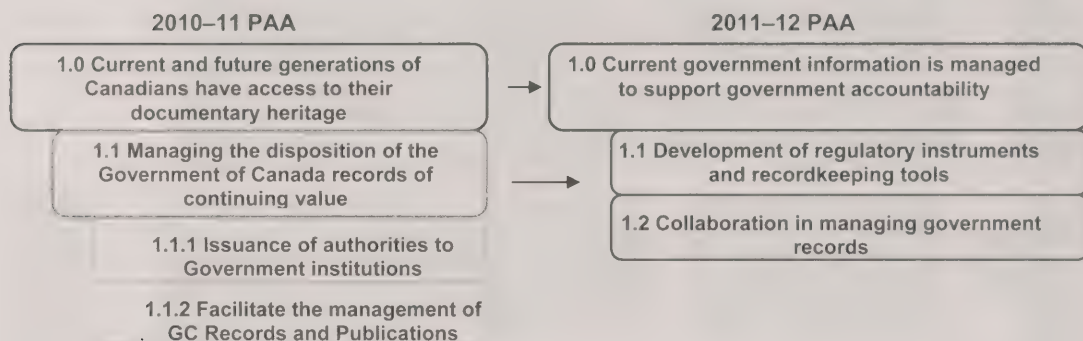 2010–11 PAA
1.0 Current and future generations of
Canadians have access to their
documentary heritage
1.1 Managing the disposition of the
Government of Canada records of
continuing value
1.1.1 Issuance of authorities to
Government institutions
1.1.2 Facilitate the management of
GC Records and Publications
2011–12 PAA
1.0 Current government information is managed
to support government accountability
1.1 Development of regulatory instruments
and recordkeeping tools
1.2 Collaboration in managing government
records